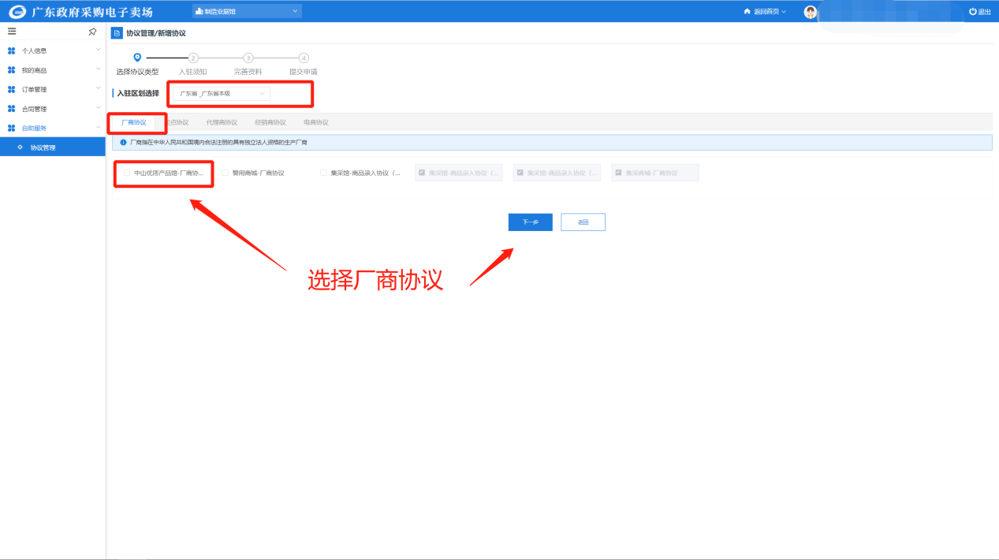 广东政府采购电子卖场
制造业展馆
返回首页
退出
个人信息
我的商品
订单管理
合同管理
自助服务
协议管理
协议管理/新增协议
2 3 4
选择协议类型 入驻须知 完善资料 提交申请
入驻区划选择 广东省_广东省本级
厂商协议 点协议 代理商协议 经销商协议 电商协议
厂商指在中华人民共和国境内合法注册的具有独立法人资格的生产厂商
中山优质产品馆-厂商协... 警用商城-厂商协议 集采馆-商品录入协议（... 集采馆-商品录入协议（... 集采馆-商品录入协议（... 集采商城-厂商协议
下一步 返回
选择厂商协议